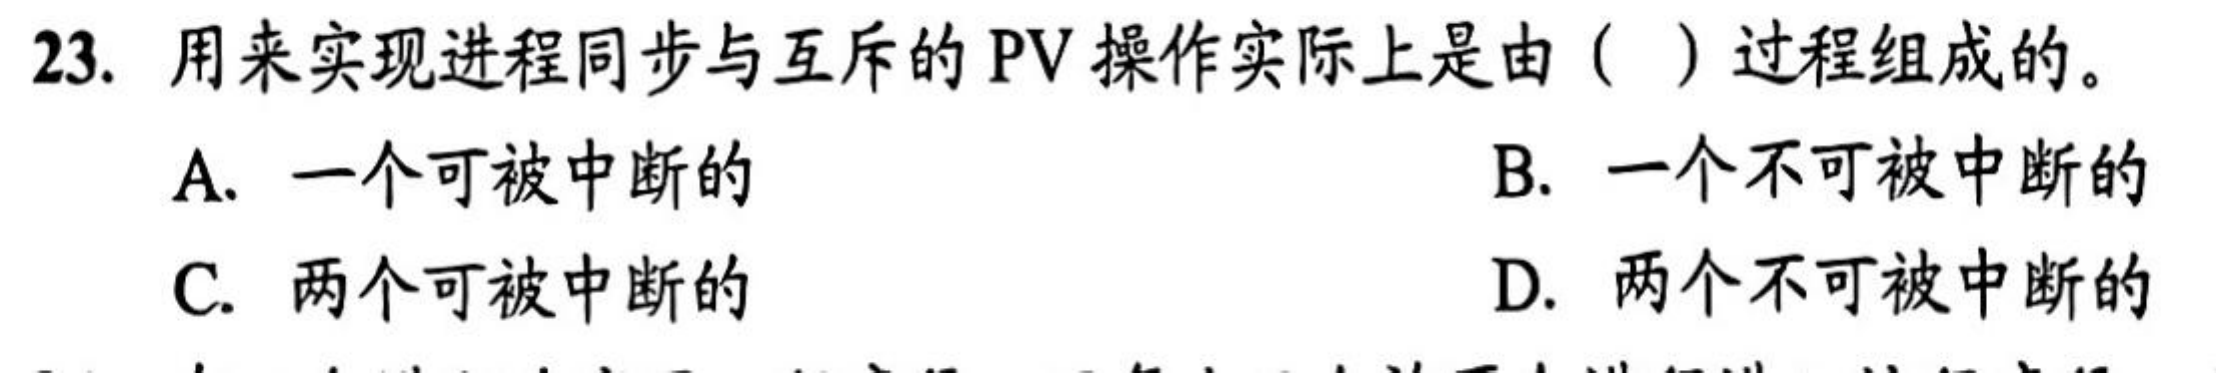 23. 用来实现进程同步与互斥的 PV 操作实际上是由（ ）过程组成的。
A. 一个可被中断的 B. 一个不可被中断的
C. 两个可被中断的 D. 两个不可被中断的